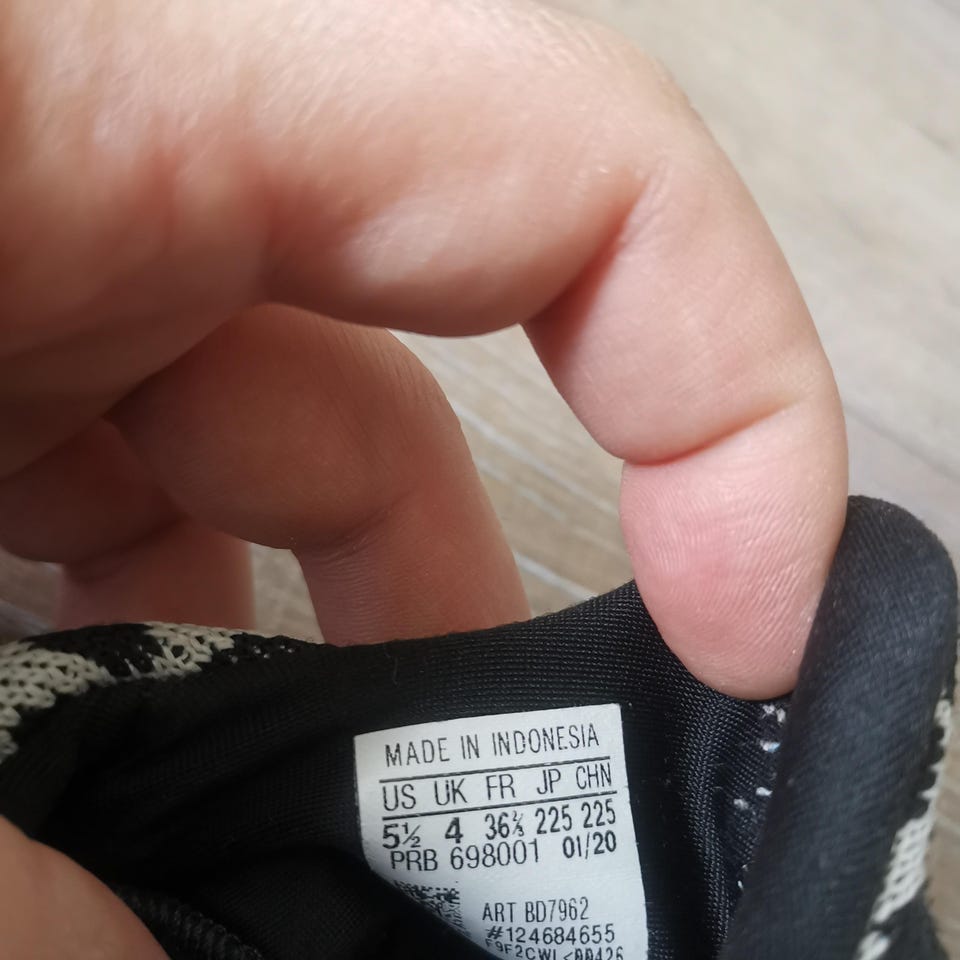 MADE IN INDONESIA
US UK FR JP CHN
5½ 4 36⅔ 225 225
PRB 698001 01/20
ART BD7962
#124684655